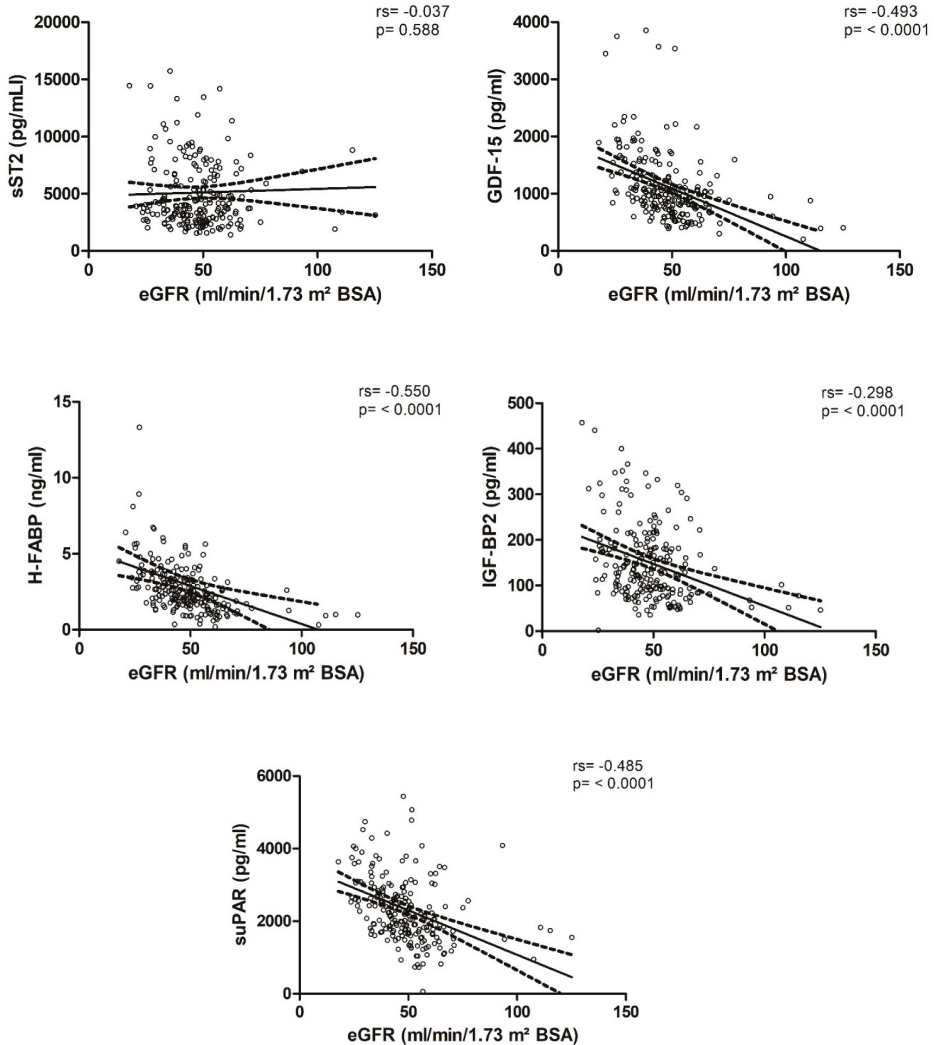 rs= -0.037
p= 0.588
20000
15000
10000
5000
0
sST2 (pg/mLl)
0 50 100 150
eGFR (ml/min/1.73 m² BSA)
rs= -0.493
p= < 0.0001
4000
3000
2000
1000
0
GDF-15 (pg/ml)
0 50 100 150
eGFR (ml/min/1.73 m² BSA)
rs= -0.550
p= < 0.0001
15
10
5
0
H-FABP (ng/ml)
0 50 100 150
eGFR (ml/min/1.73 m² BSA)
rs= -0.298
p= < 0.0001
500
400
300
200
100
0
IGF-BP2 (pg/ml)
0 50 100 150
eGFR (ml/min/1.73 m² BSA)
rs= -0.485
p= < 0.0001
6000
4000
2000
0
suPAR (pg/ml)
0 50 100 150
eGFR (ml/min/1.73 m² BSA)